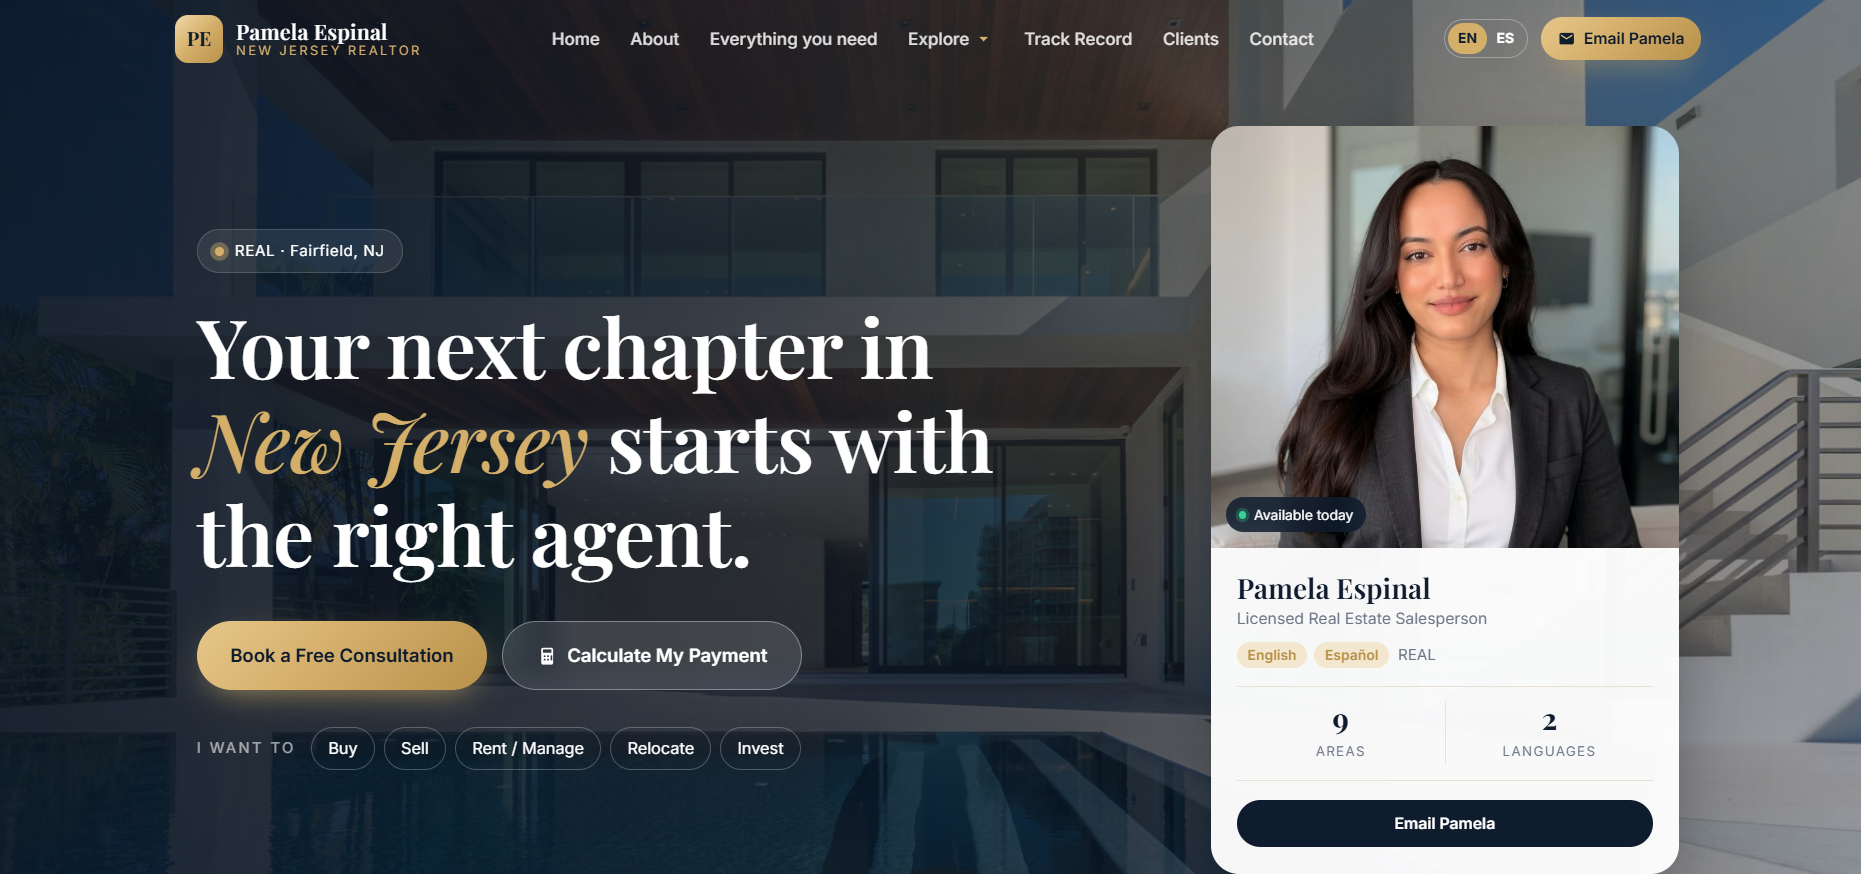 PE
Pamela Espinal
NEW JERSEY REALTOR
Home About Everything you need Explore Track Record Clients Contact
EN ES
Email Pamela
REAL · Fairfield, NJ
Your next chapter in
New Jersey starts with
the right agent.
Book a Free Consultation
Calculate My Payment
I WANT TO Buy Sell Rent / Manage Relocate Invest
Available today
Pamela Espinal
Licensed Real Estate Salesperson
English Español REAL
9 2
AREAS LANGUAGES
Email Pamela